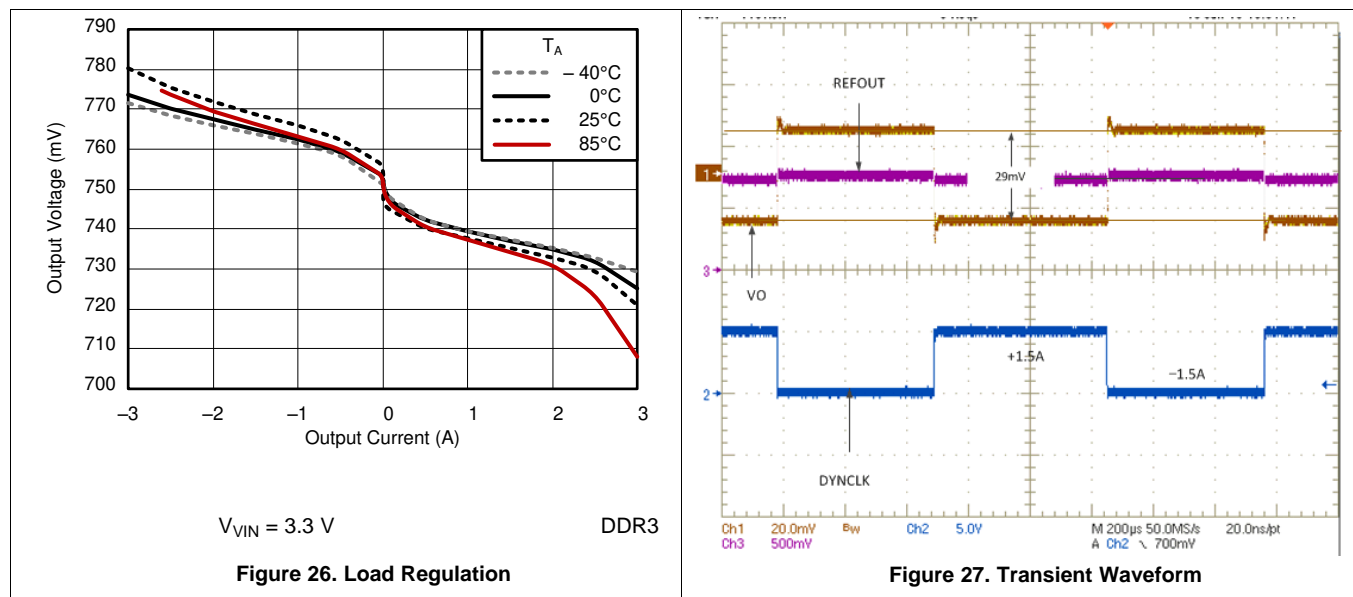 790
780
770
760
750
740
730
720
710
700
Output Voltage (mV)
–3
–2
–1
0
1
2
3
Output Current (A)
TA
– 40°C
0°C
25°C
85°C
VVIN = 3.3 V
DDR3
Figure 26. Load Regulation
REFOUT
1
29mV
3
VO
+1.5A
–1.5A
2
DYNCLK
Ch1 20.0mV Bw Ch2 5.0V M 200µs 50.0MS/s 20.0ns/pt
Ch3 500mV A Ch2 \ 700mV
Figure 27. Transient Waveform